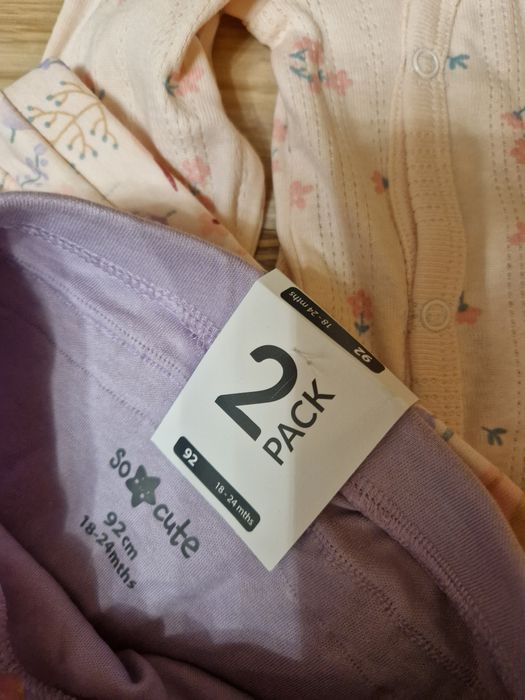 92
18 - 24 mths
2
PACK
92
18 - 24 mths
So cute
92 cm
18-24mths